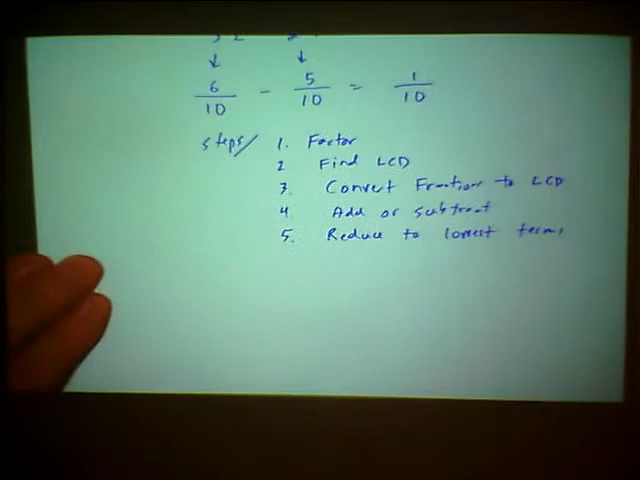 6/10 - 5/10 = 1/10
steps/ 1. Factor
2 Find LCD
3. Convert Fractions to LCD
4 Add or subtract
5. Reduce to lowest terms